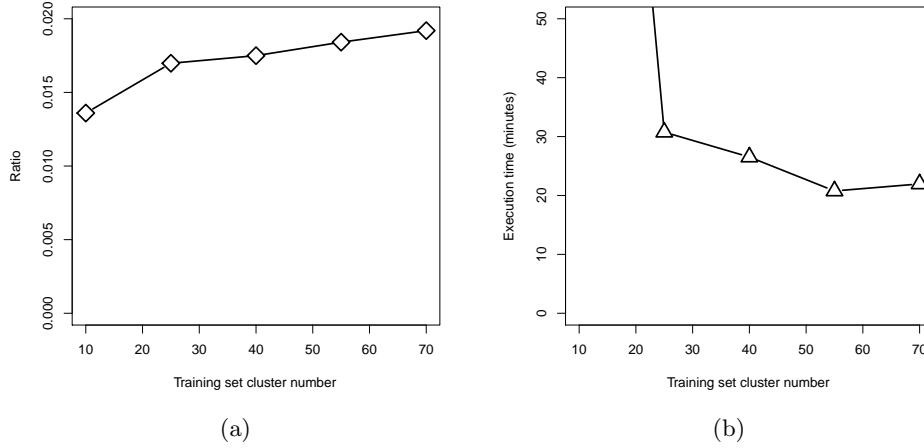 0.020
0.015
0.010
0.005
0.000
Ratio
10 20 30 40 50 60 70
Training set cluster number
(a)
50
40
30
20
10
0
Execution time (minutes)
10 20 30 40 50 60 70
Training set cluster number
(b)